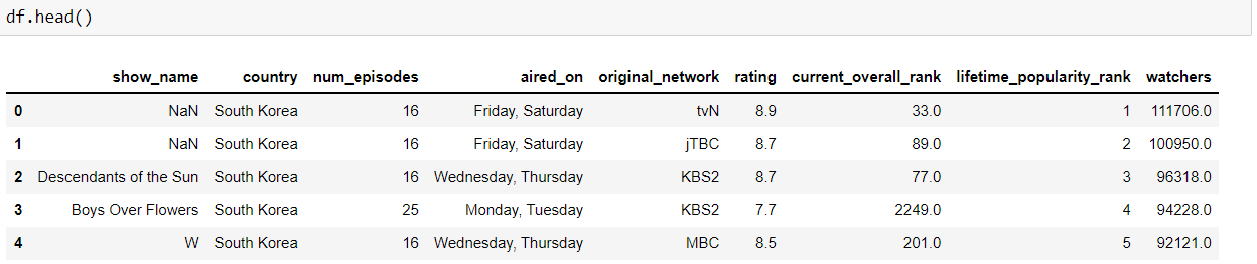 df.head()
show_name country num_episodes aired_on original_network rating current_overall_rank lifetime_popularity_rank watchers
0 NaN South Korea 16 Friday, Saturday tvN 8.9 33.0 1 111706.0
1 NaN South Korea 16 Friday, Saturday jTBC 8.7 89.0 2 100950.0
2 Descendants of the Sun South Korea 16 Wednesday, Thursday KBS2 8.7 77.0 3 96318.0
3 Boys Over Flowers South Korea 25 Monday, Tuesday KBS2 7.7 2249.0 4 94228.0
4 W South Korea 16 Wednesday, Thursday MBC 8.5 201.0 5 92121.0